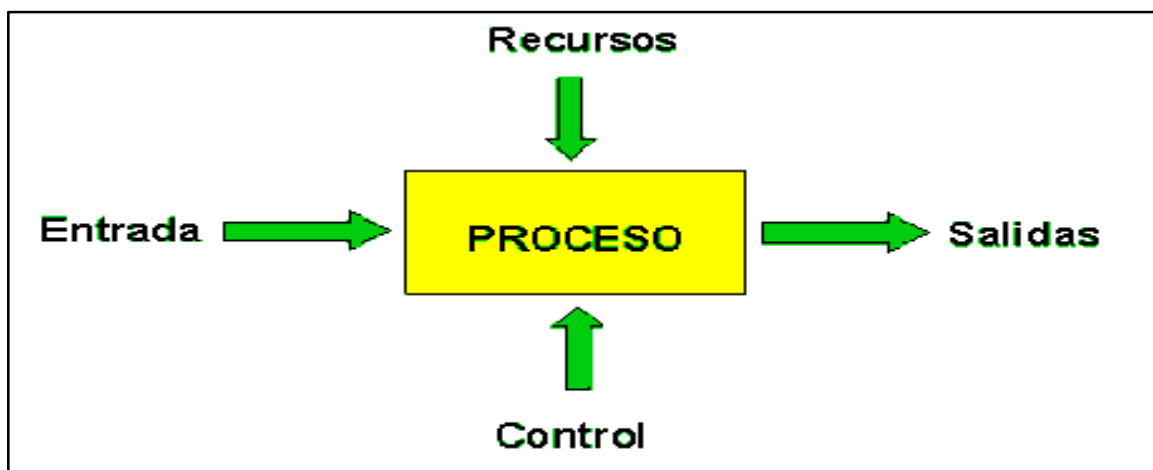 Recursos
Entrada
PROCESO
Salidas
Control